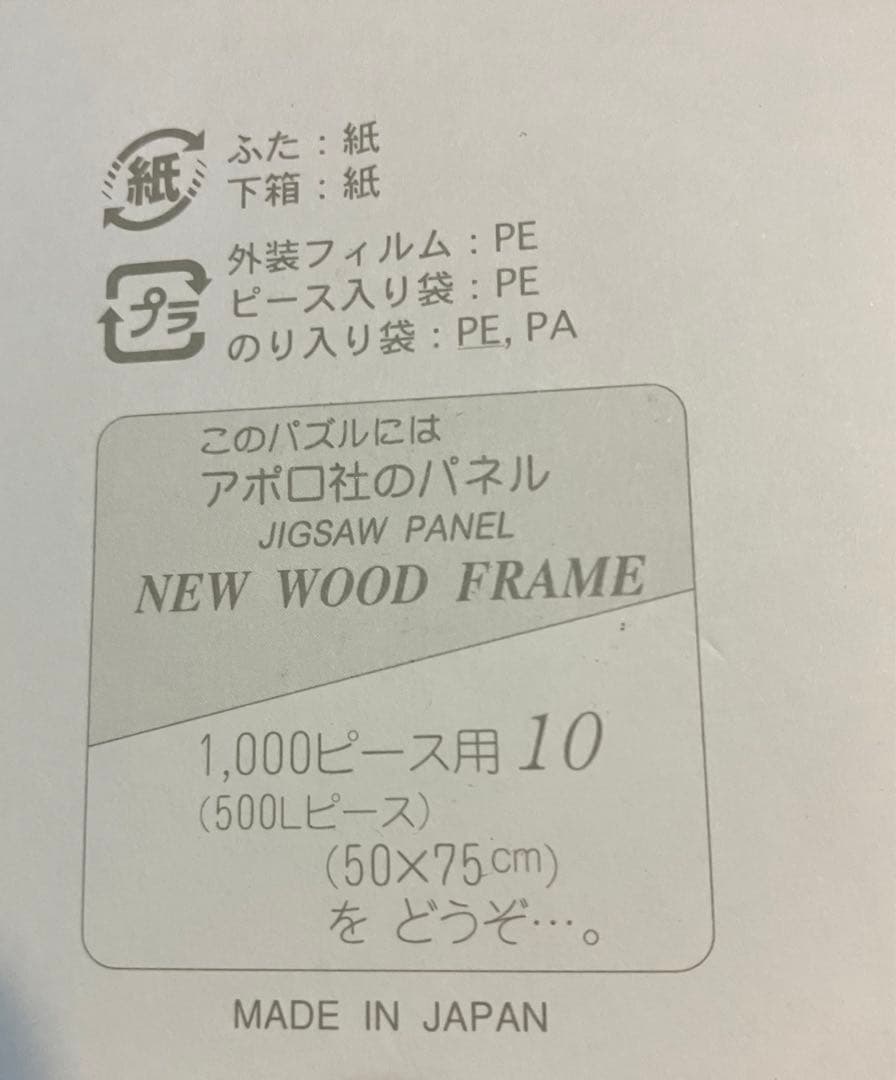 紙
ふた：紙
下箱：紙
プラ
外装フィルム：PE
ピース入り袋：PE
のり入り袋：PE, PA
このパズルには
アポロ社のパネル
JIGSAW PANEL
NEW WOOD FRAME
1,000ピース用 10
(500Lピース)
(50×75cm)
を どうぞ…。
MADE IN JAPAN